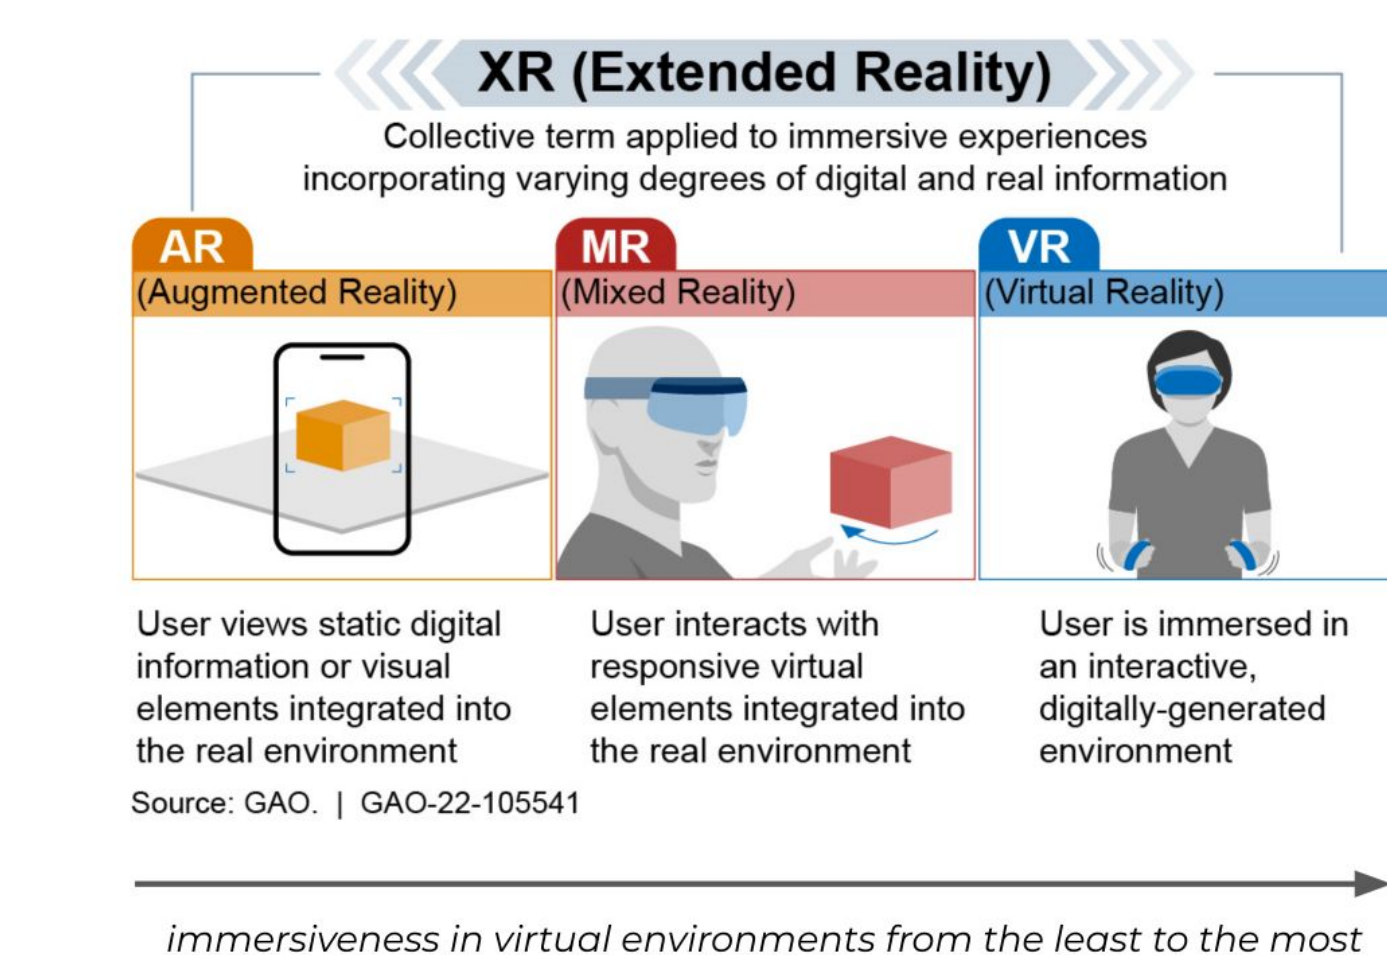 XR (Extended Reality)
Collective term applied to immersive experiences
incorporating varying degrees of digital and real information
AR
(Augmented Reality)
MR
(Mixed Reality)
VR
(Virtual Reality)
User views static digital
information or visual
elements integrated into
the real environment
User interacts with
responsive virtual
elements integrated into
the real environment
User is immersed in
an interactive,
digitally-generated
environment
Source: GAO. | GAO-22-105541
immersiveness in virtual environments from the least to the most